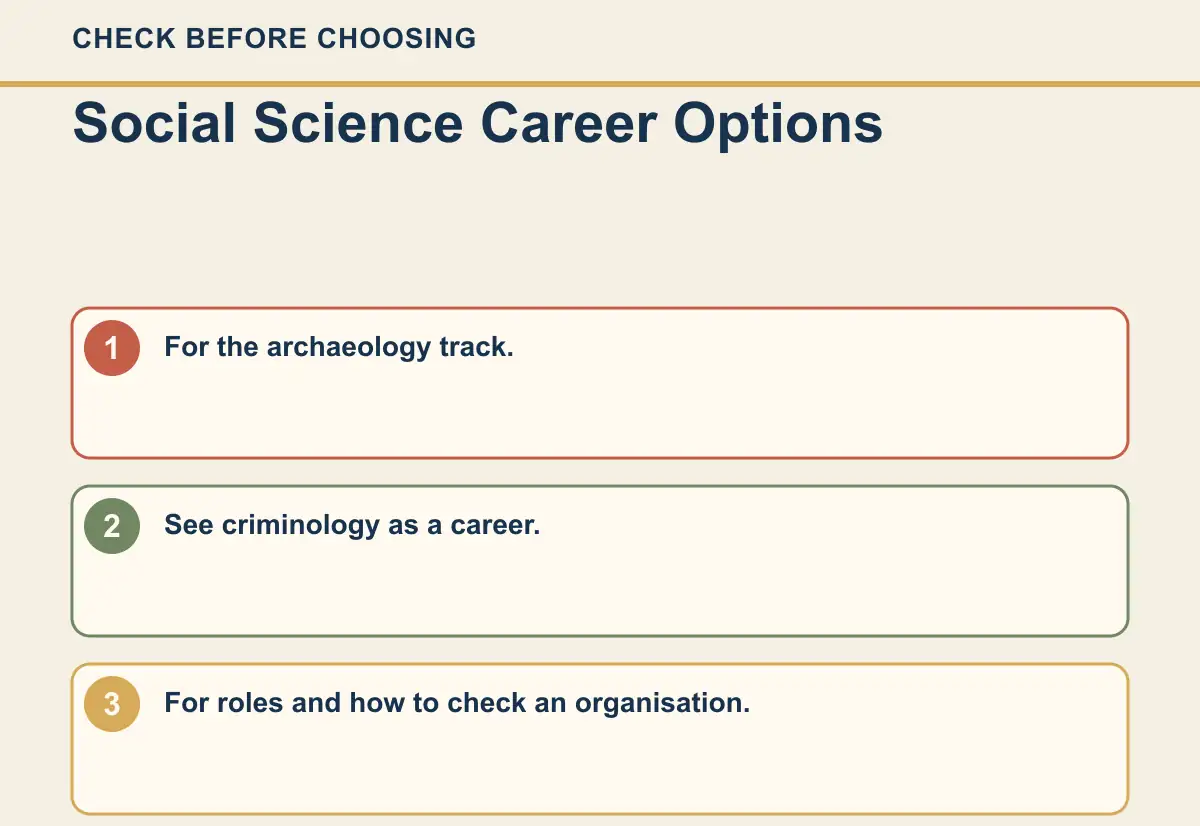 CHECK BEFORE CHOOSING
Social Science Career Options
1
For the archaeology track.
2
See criminology as a career.
3
For roles and how to check an organisation.